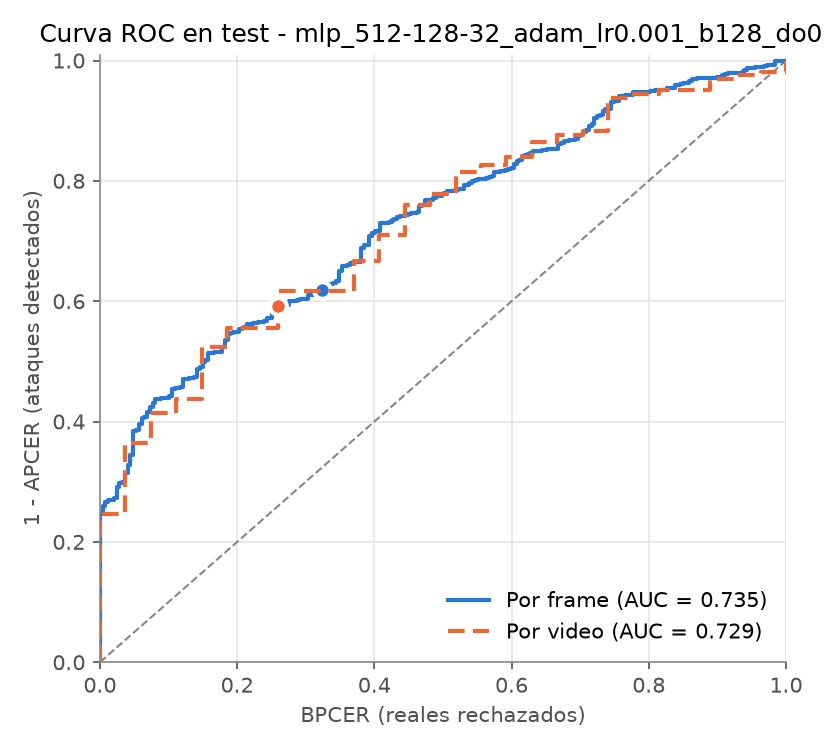 Curva ROC en test - mlp_512-128-32_adam_lr0.001_b128_do0
1 - APCER (ataques detectados)
1.0
0.8
0.6
0.4
0.2
0.0
Por frame (AUC = 0.735)
Por video (AUC = 0.729)
0.0 0.2 0.4 0.6 0.8 1.0
BPCER (reales rechazados)